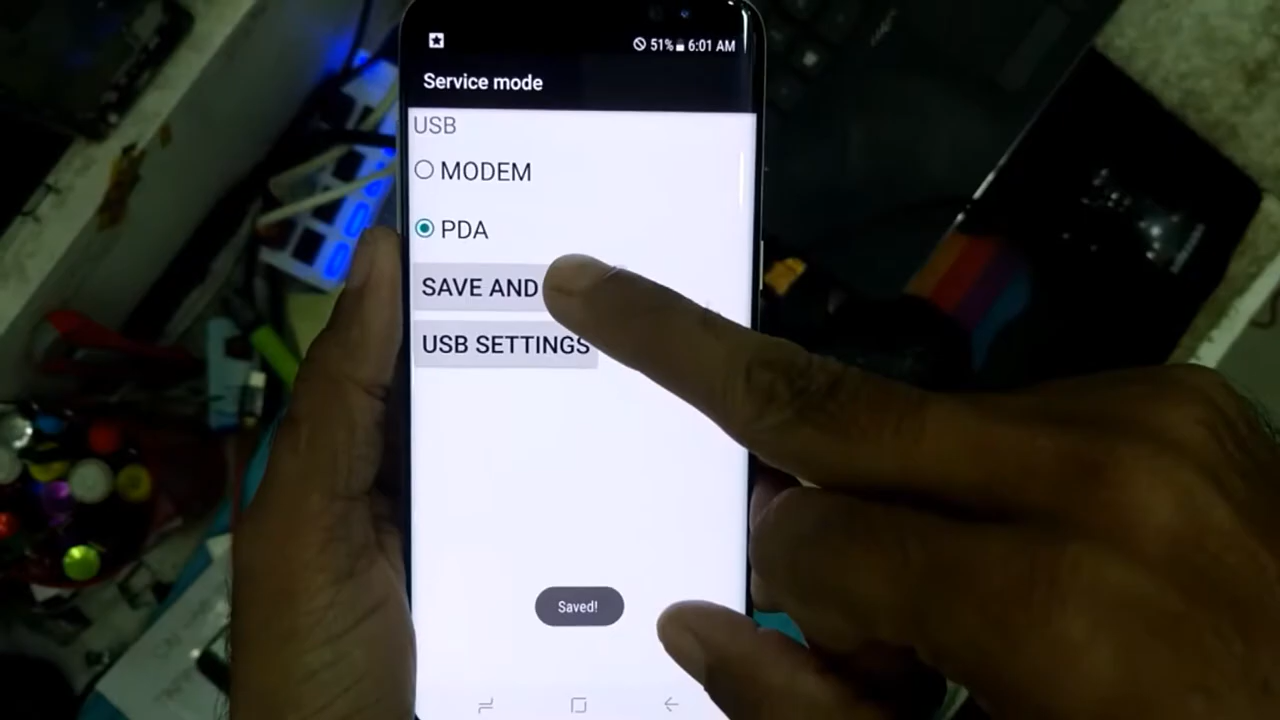 51% 6:01 AM
Service mode
USB
MODEM
PDA
SAVE AND
USB SETTINGS
Saved!